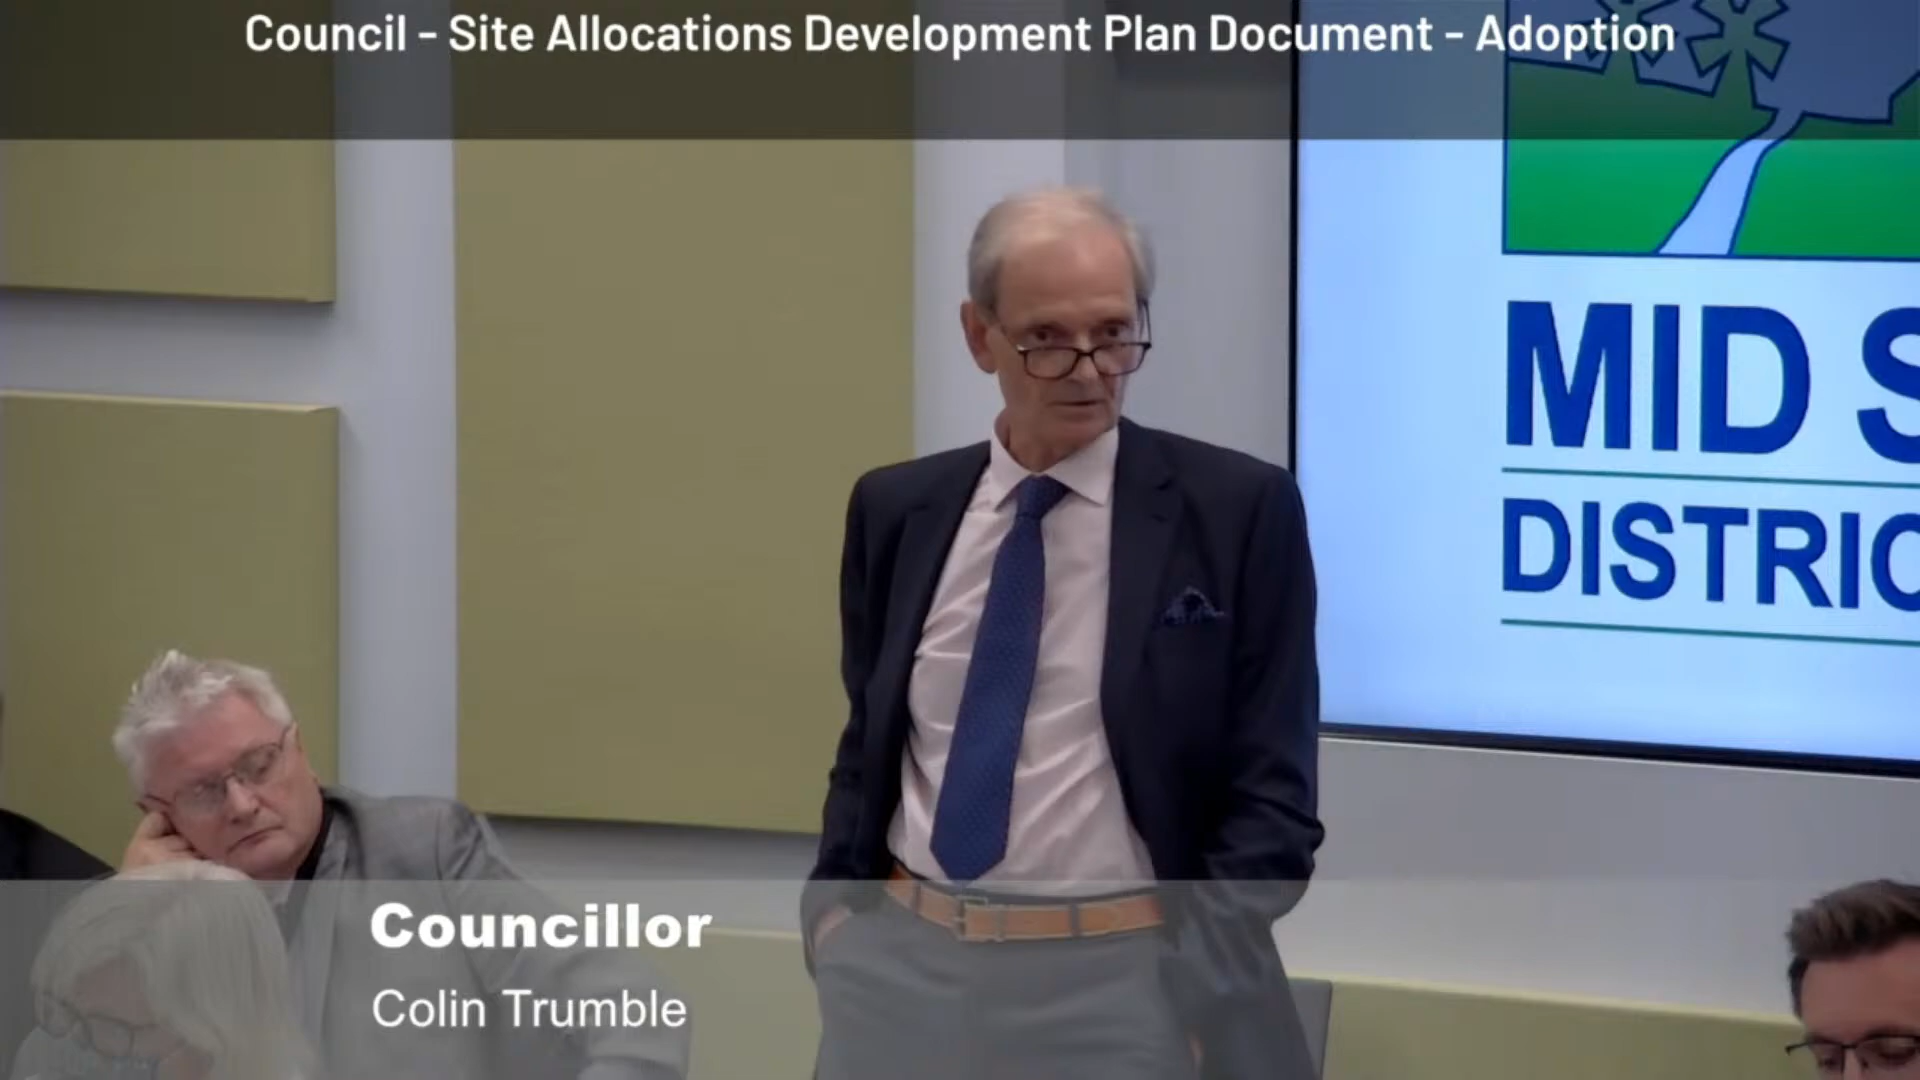 Council - Site Allocations Development Plan Document - Adoption
MID S
DISTRIC
Councillor
Colin Trumble